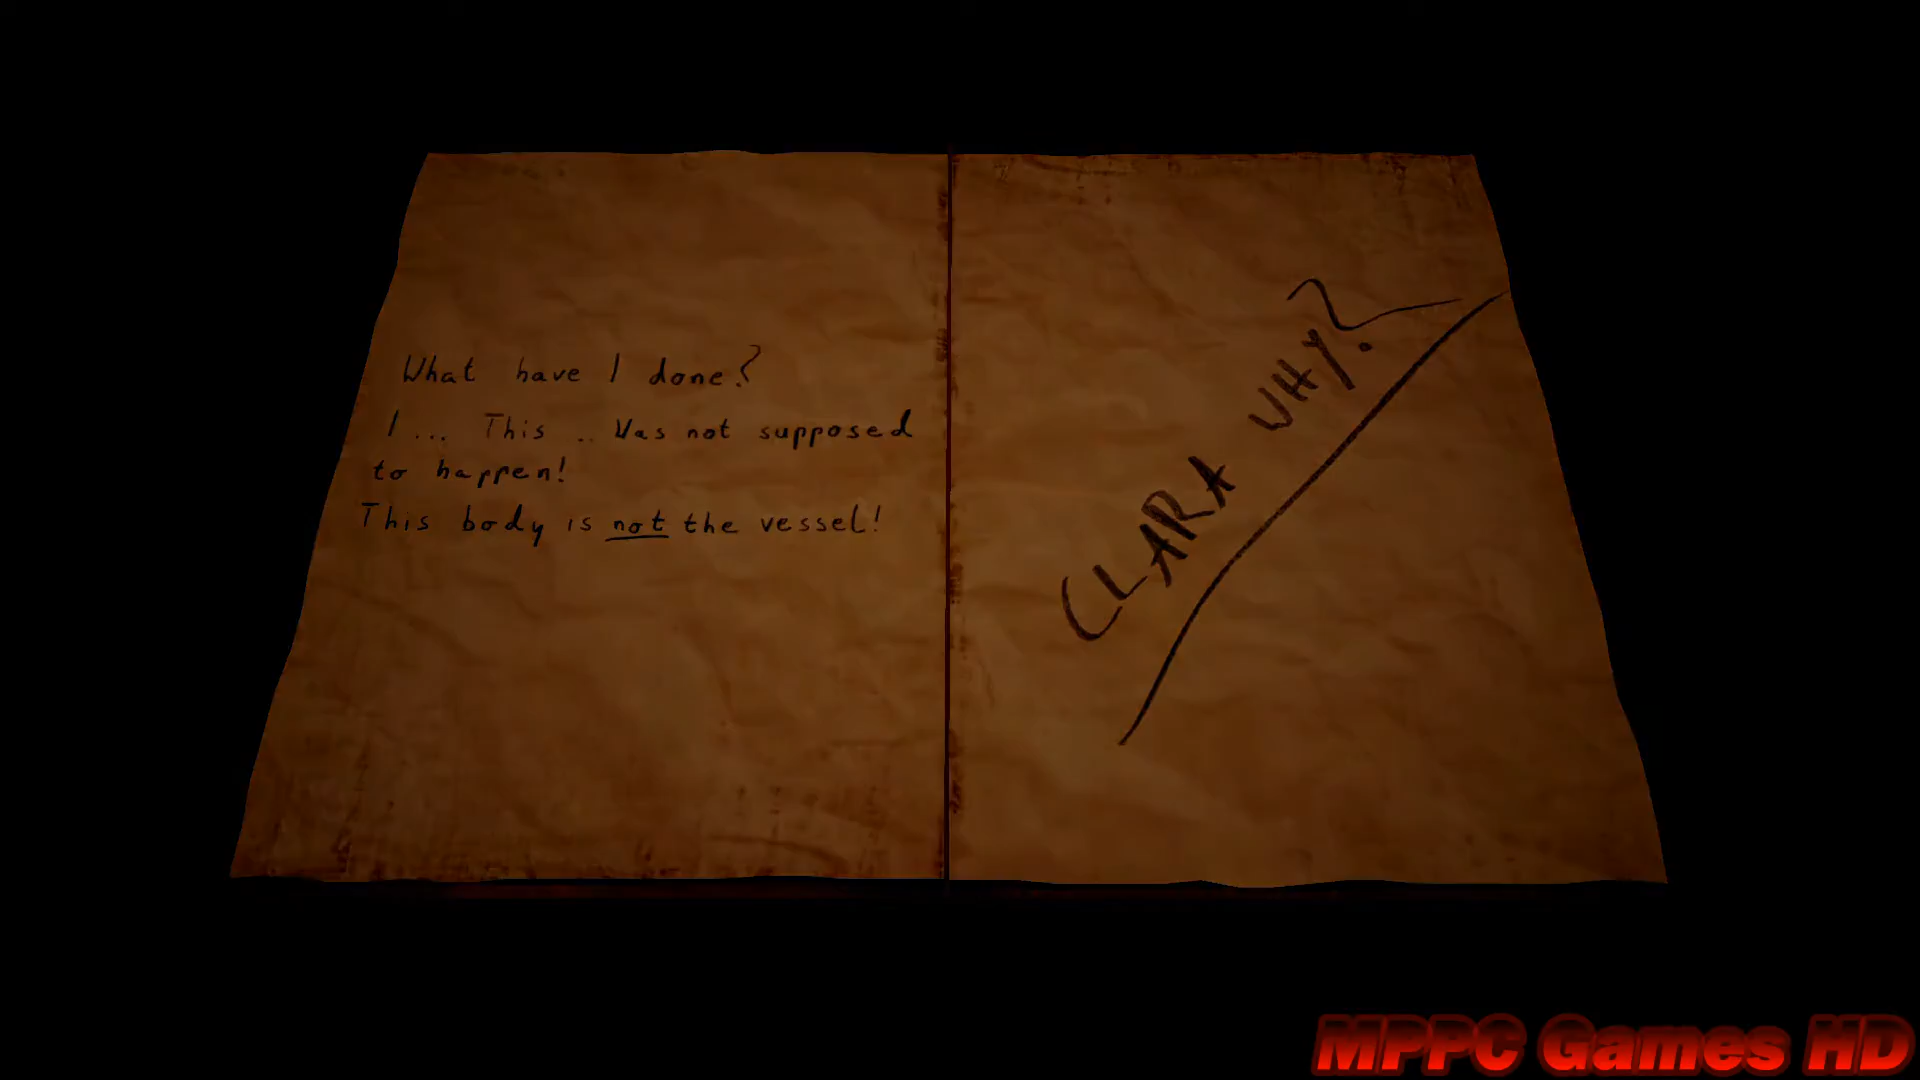 What have I done?
I... This .. Was not supposed
to happen!
This body is not the vessel!
CLARA WHY?
MPPC Games HD